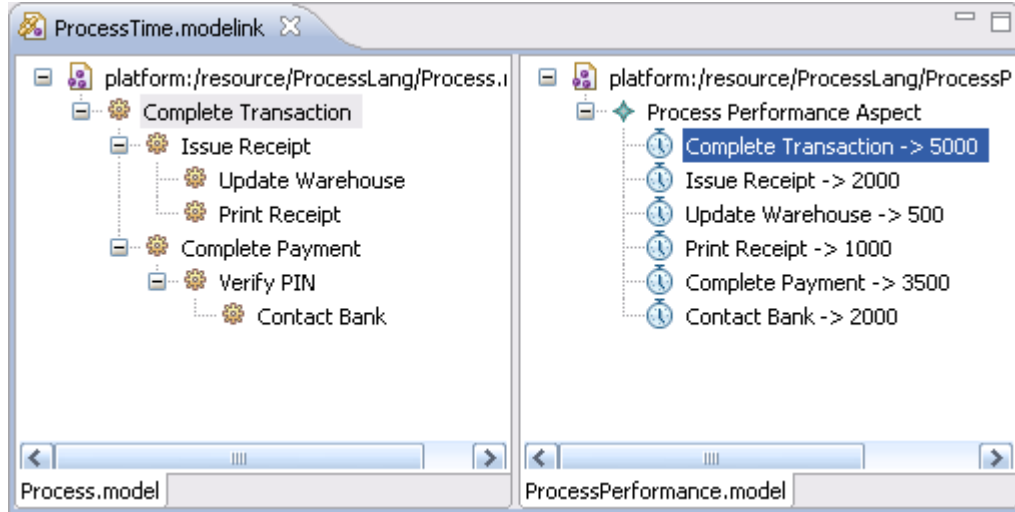 ProcessTime.modelink
platform:/resource/ProcessLang/Process.
Complete Transaction
Issue Receipt
Update Warehouse
Print Receipt
Complete Payment
Verify PIN
Contact Bank
Process.model
platform:/resource/ProcessLang/ProcessP
Process Performance Aspect
Complete Transaction -> 5000
Issue Receipt -> 2000
Update Warehouse -> 500
Print Receipt -> 1000
Complete Payment -> 3500
Contact Bank -> 2000
ProcessPerformance.model